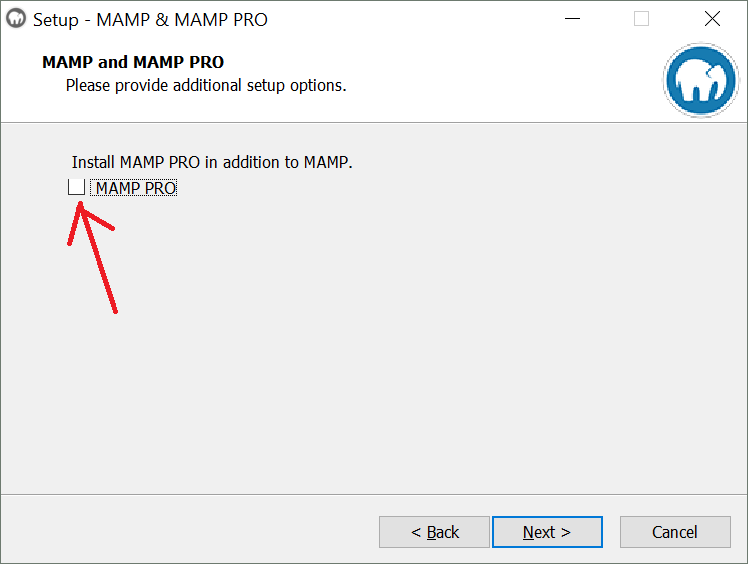 Setup - MAMP & MAMP PRO
MAMP and MAMP PRO
Please provide additional setup options.
Install MAMP PRO in addition to MAMP.
MAMP PRO
< Back
Next >
Cancel